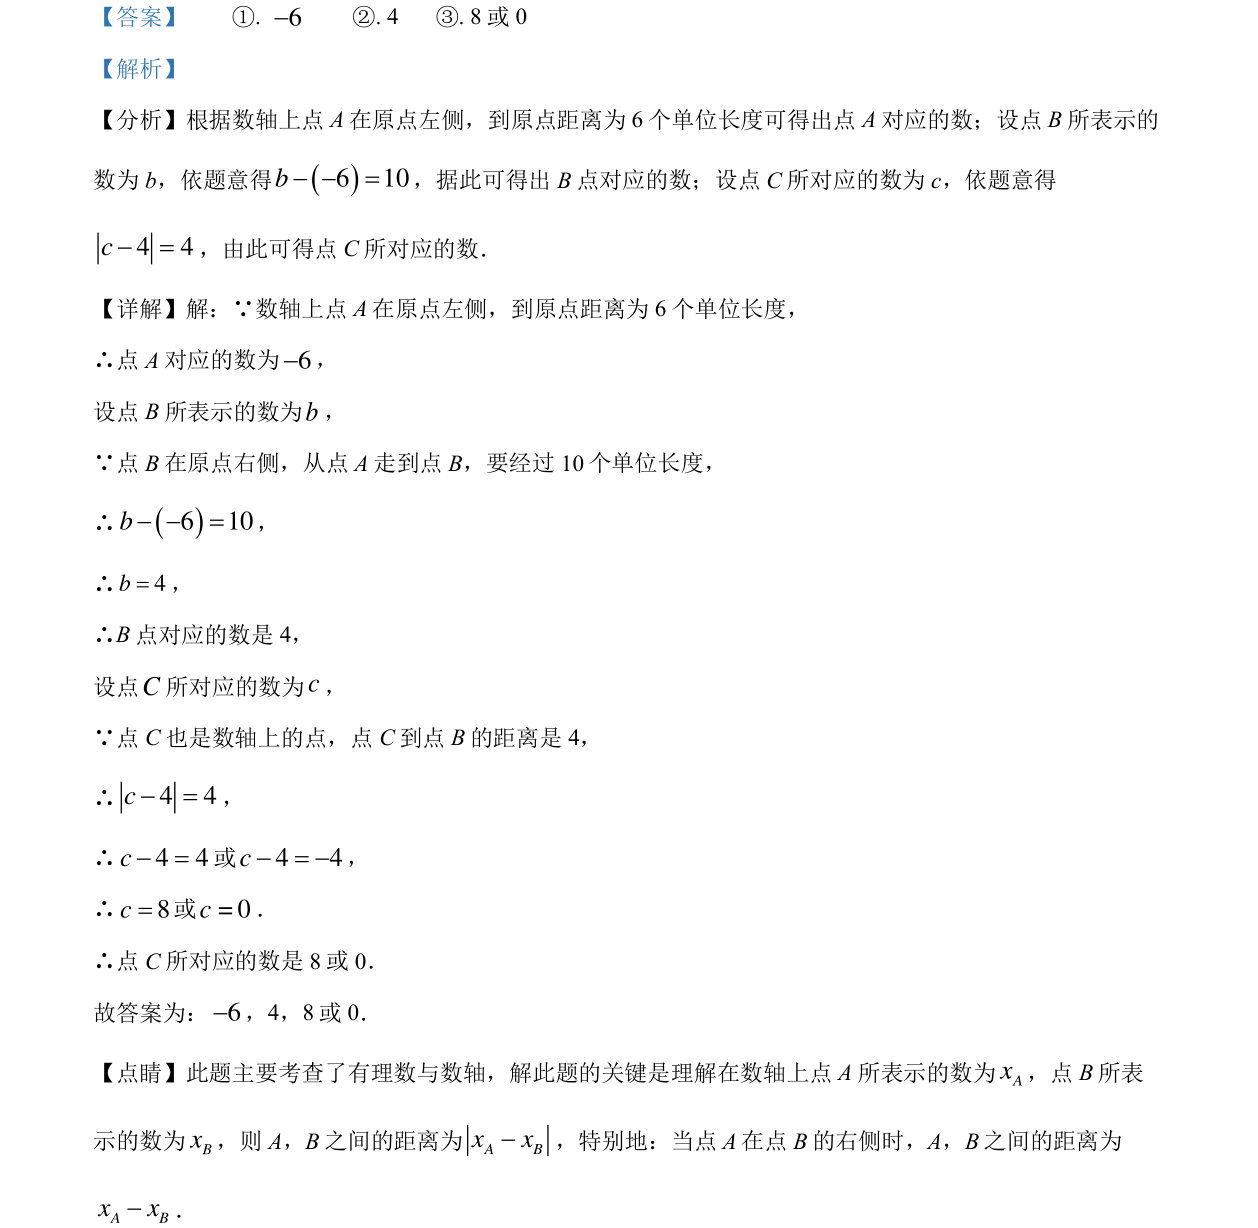 【答案】 ①. −6 ②. 4 ③. 8 或 0
【解析】
【分析】根据数轴上点 A 在原点左侧，到原点距离为 6 个单位长度可得出点 A 对应的数；设点 B 所表示的
数为 b，依题意得 b−(−6)=10，据此可得出 B 点对应的数；设点 C 所对应的数为 c，依题意得
|c−4|=4，由此可得点 C 所对应的数．
【详解】解：∵数轴上点 A 在原点左侧，到原点距离为 6 个单位长度，
∴点 A 对应的数为 −6，
设点 B 所表示的数为 b，
∵点 B 在原点右侧，从点 A 走到点 B，要经过 10 个单位长度，
∴b−(−6)=10，
∴b=4，
∴B 点对应的数是 4，
设点 C 所对应的数为 c，
∵点 C 也是数轴上的点，点 C 到点 B 的距离是 4，
∴|c−4|=4，
∴c−4=4 或 c−4=−4，
∴c=8 或 c=0．
∴点 C 所对应的数是 8 或 0．
故答案为：−6，4，8 或 0．
【点睛】此题主要考查了有理数与数轴，解此题的关键是理解在数轴上点 A 所表示的数为 x_A，点 B 所表
示的数为 x_B，则 A，B 之间的距离为|x_A−x_B|，特别地：当点 A 在点 B 的右侧时，A，B 之间的距离为
x_A−x_B．